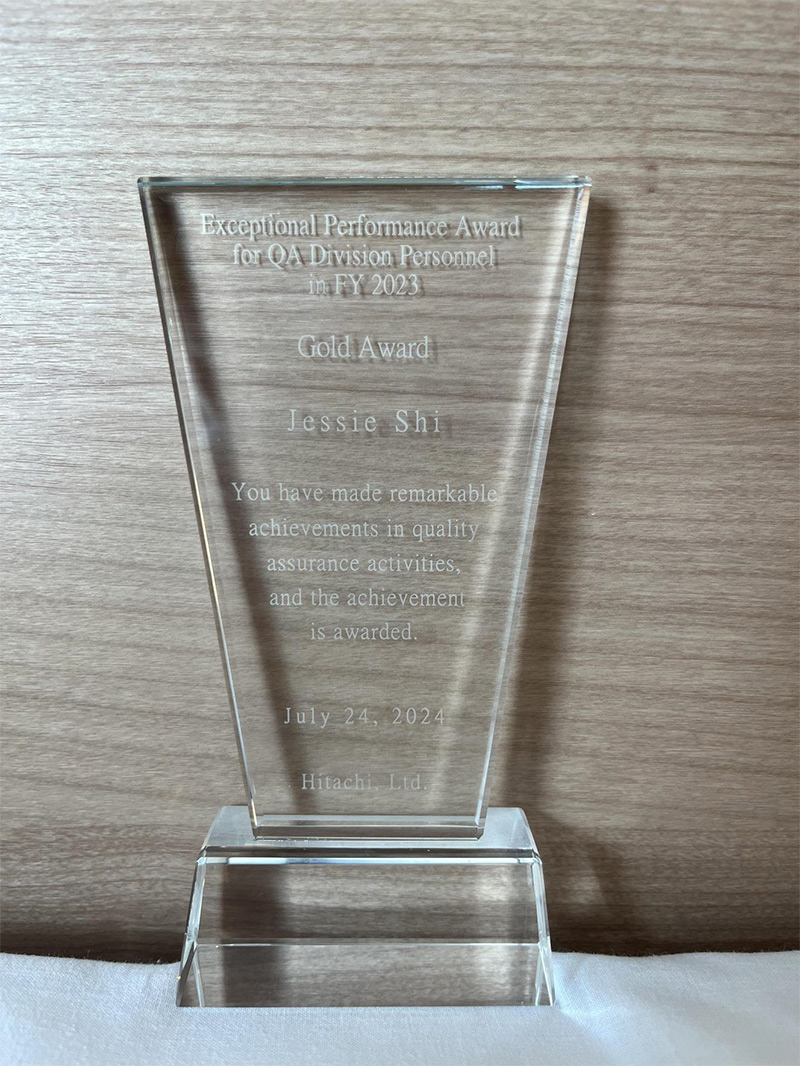 Exceptional Performance Award
for QA Division Personnel
in FY 2023
Gold Award
Jessie Shi
You have made remarkable
achievements in quality
assurance activities,
and the achievement
is awarded.
July 24, 2024
Hitachi, Ltd.